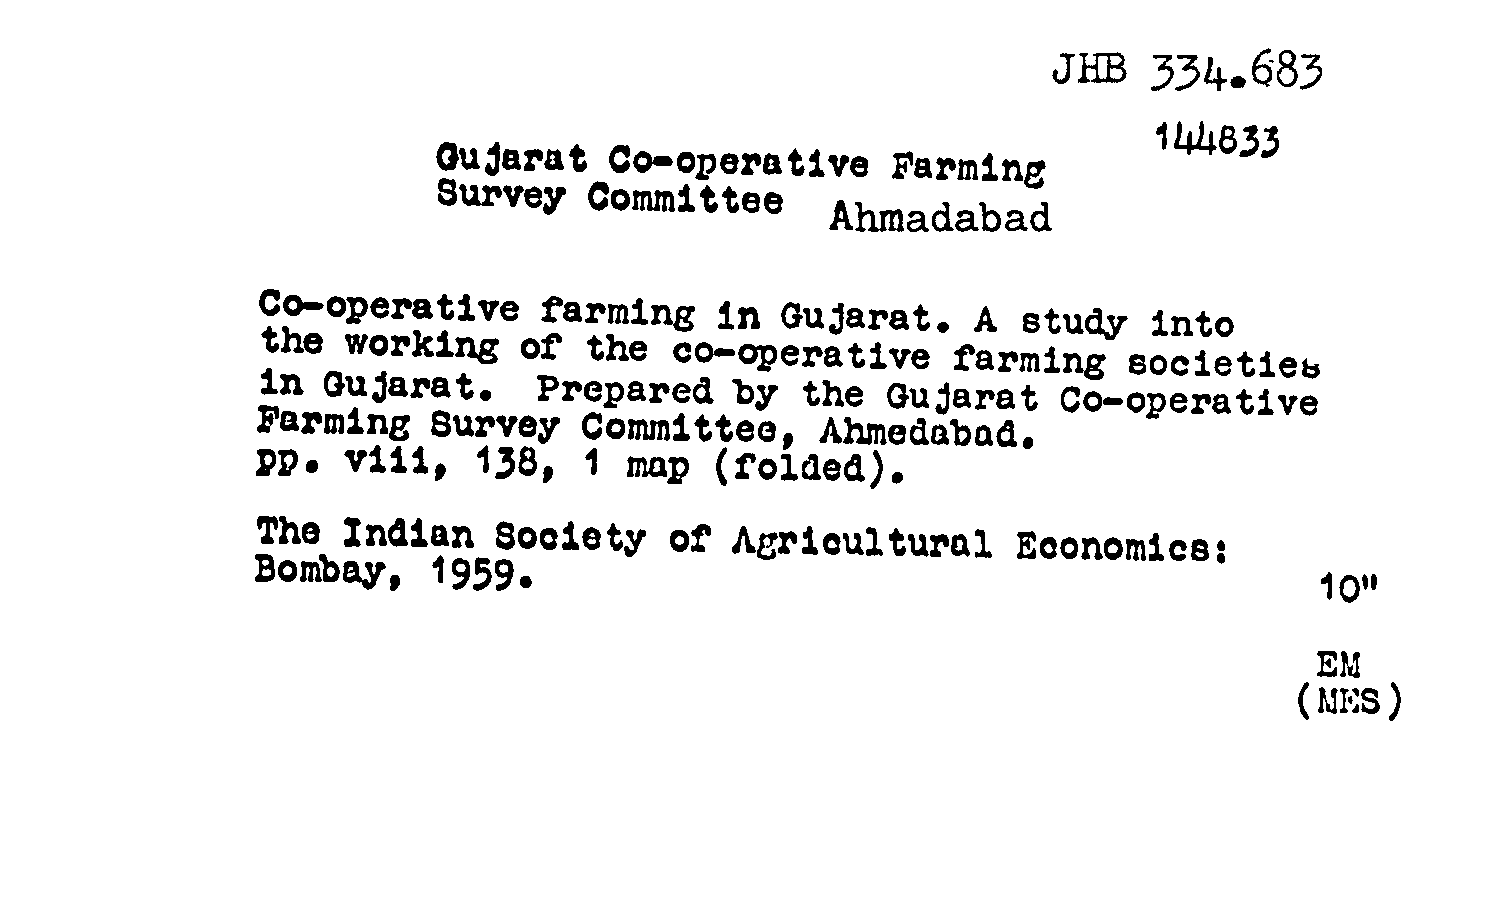 JHB 334.683
144833
Gujarat Co-operative Farming
Survey Committee Ahmadabad
Co-operative farming in Gujarat. A study into
the working of the co-operative farming societies
in Gujarat. Prepared by the Gujarat Co-operative
Farming Survey Committee, Ahmedabad.
pp. viii, 138, 1 map (folded).
The Indian Society of Agricultural Economics:
Bombay, 1959.
10"
EM
(MES)